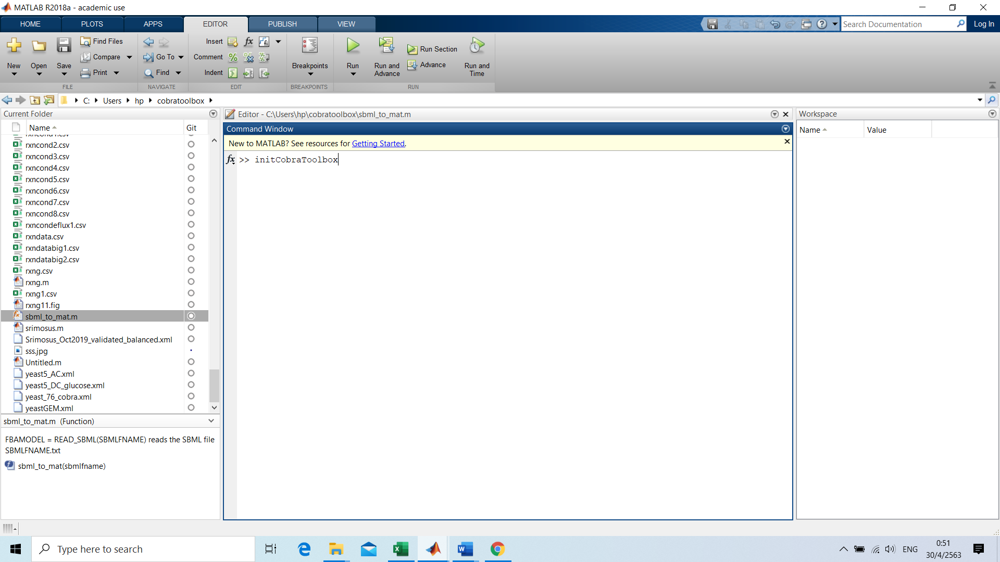 MATLAB R2018a - academic use
HOME PLOTS APPS EDITOR PUBLISH VIEW
Search Documentation
Log In
New
Open
Save
Find Files
Compare
Print
FILE
Go To
Find
NAVIGATE
Insert
fx
fi
Comment
Indent
EDIT
Breakpoints
BREAKPOINTS
Run
Run and Advance
Run Section
Advance
Run and Time
RUN
C: Users hp cobratoolbox
Current Folder
Name Git
rxncond1.csv
rxncond2.csv
rxncond3.csv
rxncond4.csv
rxncond5.csv
rxncond6.csv
rxncond7.csv
rxncond8.csv
rxncondeflux1.csv
rxndata.csv
rxndatabig1.csv
rxndatabig2.csv
rxng.csv
rxng.m
rxng1.csv
rxng11.fig
sbml_to_mat.m
srimosus.m
Srimosus_Oct2019_validated_balanced.xml
sss.jpg
Untitled.m
yeast5_AC.xml
yeast5_DC_glucose.xml
yeast_76_cobra.xml
yeastGEM.xml
sbml_to_mat.m (Function)
FBAMODEL = READ_SBML(SBMLFNAME) reads the SBML file
SBMLFNAME.txt
sbml_to_mat(sbmlfname)
Editor - C:\Users\hp\cobratoolbox\sbml_to_mat.m
Command Window
New to MATLAB? See resources for Getting Started.
fx >> initCobraToolbox
Workspace
Name Value
Type here to search
ENG
0:51
30/4/2563